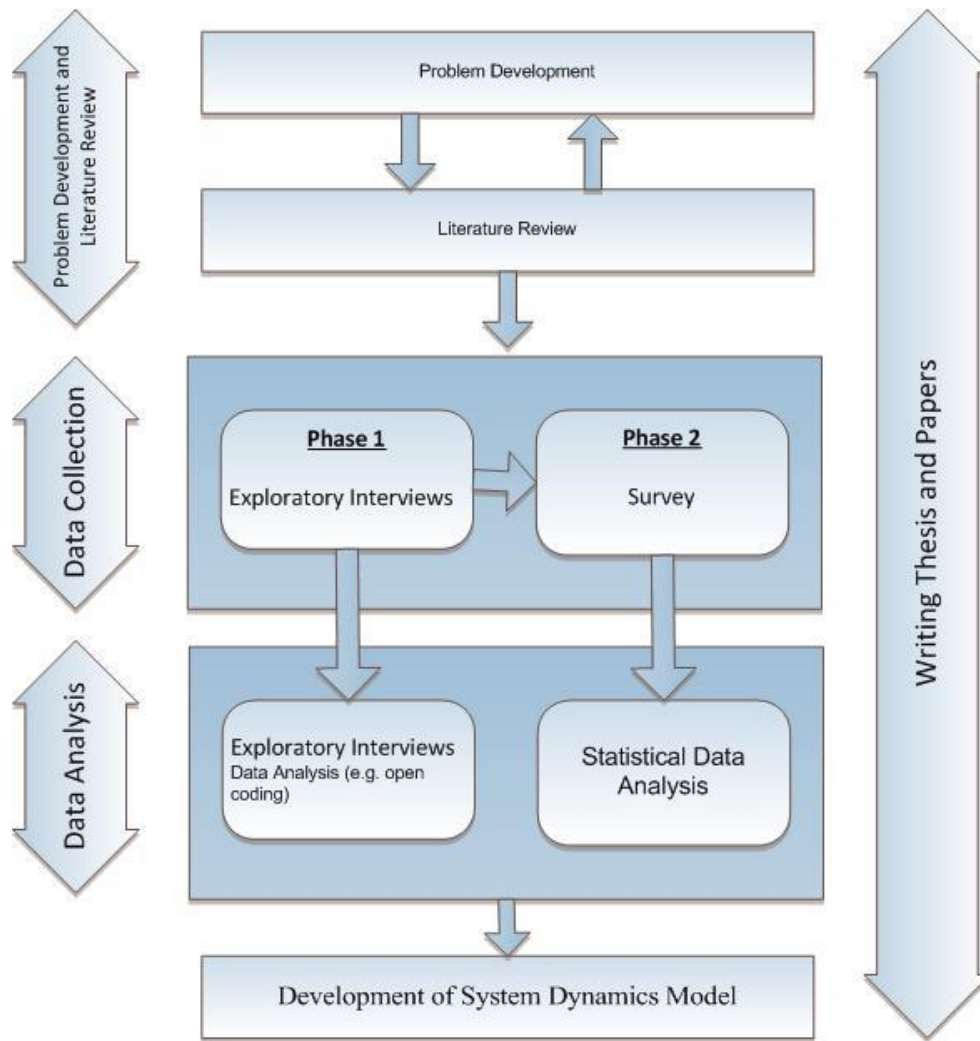 Problem Development and
Literature Review
Problem Development
Literature Review
Data Collection
Phase 1
Exploratory Interviews
Phase 2
Survey
Data Analysis
Exploratory Interviews
Data Analysis (e.g. open
coding)
Statistical Data
Analysis
Development of System Dynamics Model
Writing Thesis and Papers